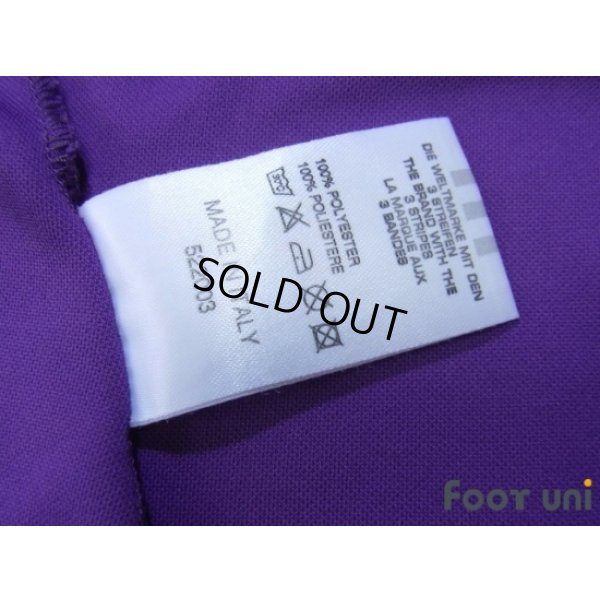 DIE WELTMARKE MIT DEN
3 STREIFEN
THE BRAND WITH THE
3 STRIPES
LA MARQUE AUX
3 BANDES
100% POLYESTER
100% POLIESTERE
MADE IN ITALY
SOLD OUT
FOOT UNI